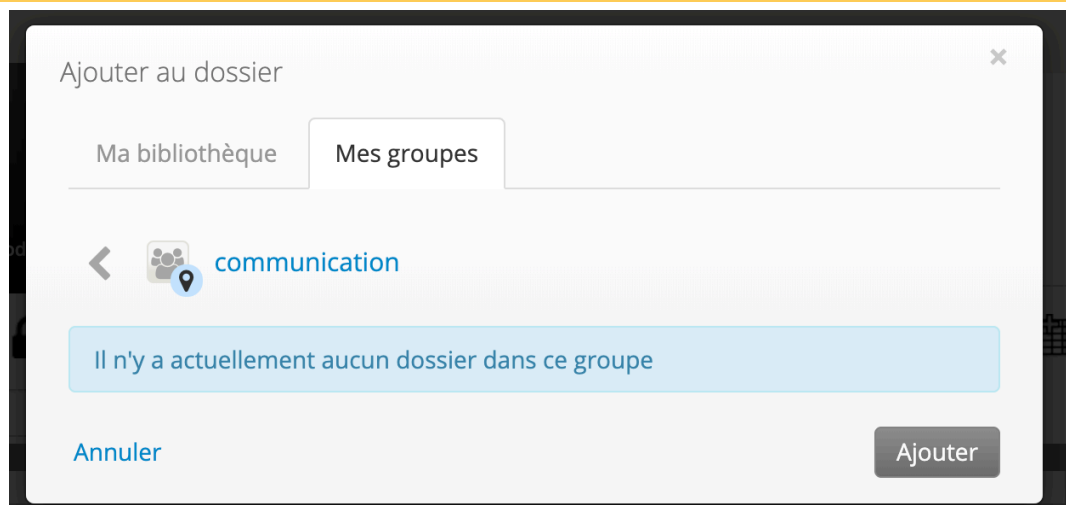 Ajouter au dossier
×
Ma bibliothèque
Mes groupes
communication
Il n'y a actuellement aucun dossier dans ce groupe
Annuler
Ajouter